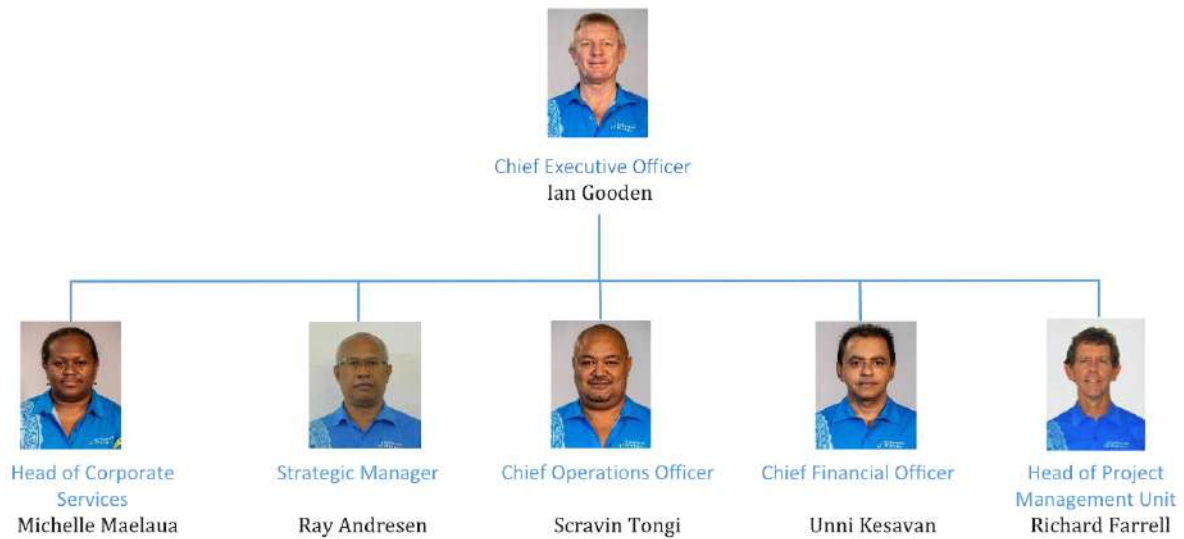 Chief Executive Officer
Ian Gooden
Head of Corporate
Services
Michelle Maelaua
Strategic Manager
Ray Andresen
Chief Operations Officer
Scravin Tongi
Chief Financial Officer
Unni Kesavan
Head of Project
Management Unit
Richard Farrell